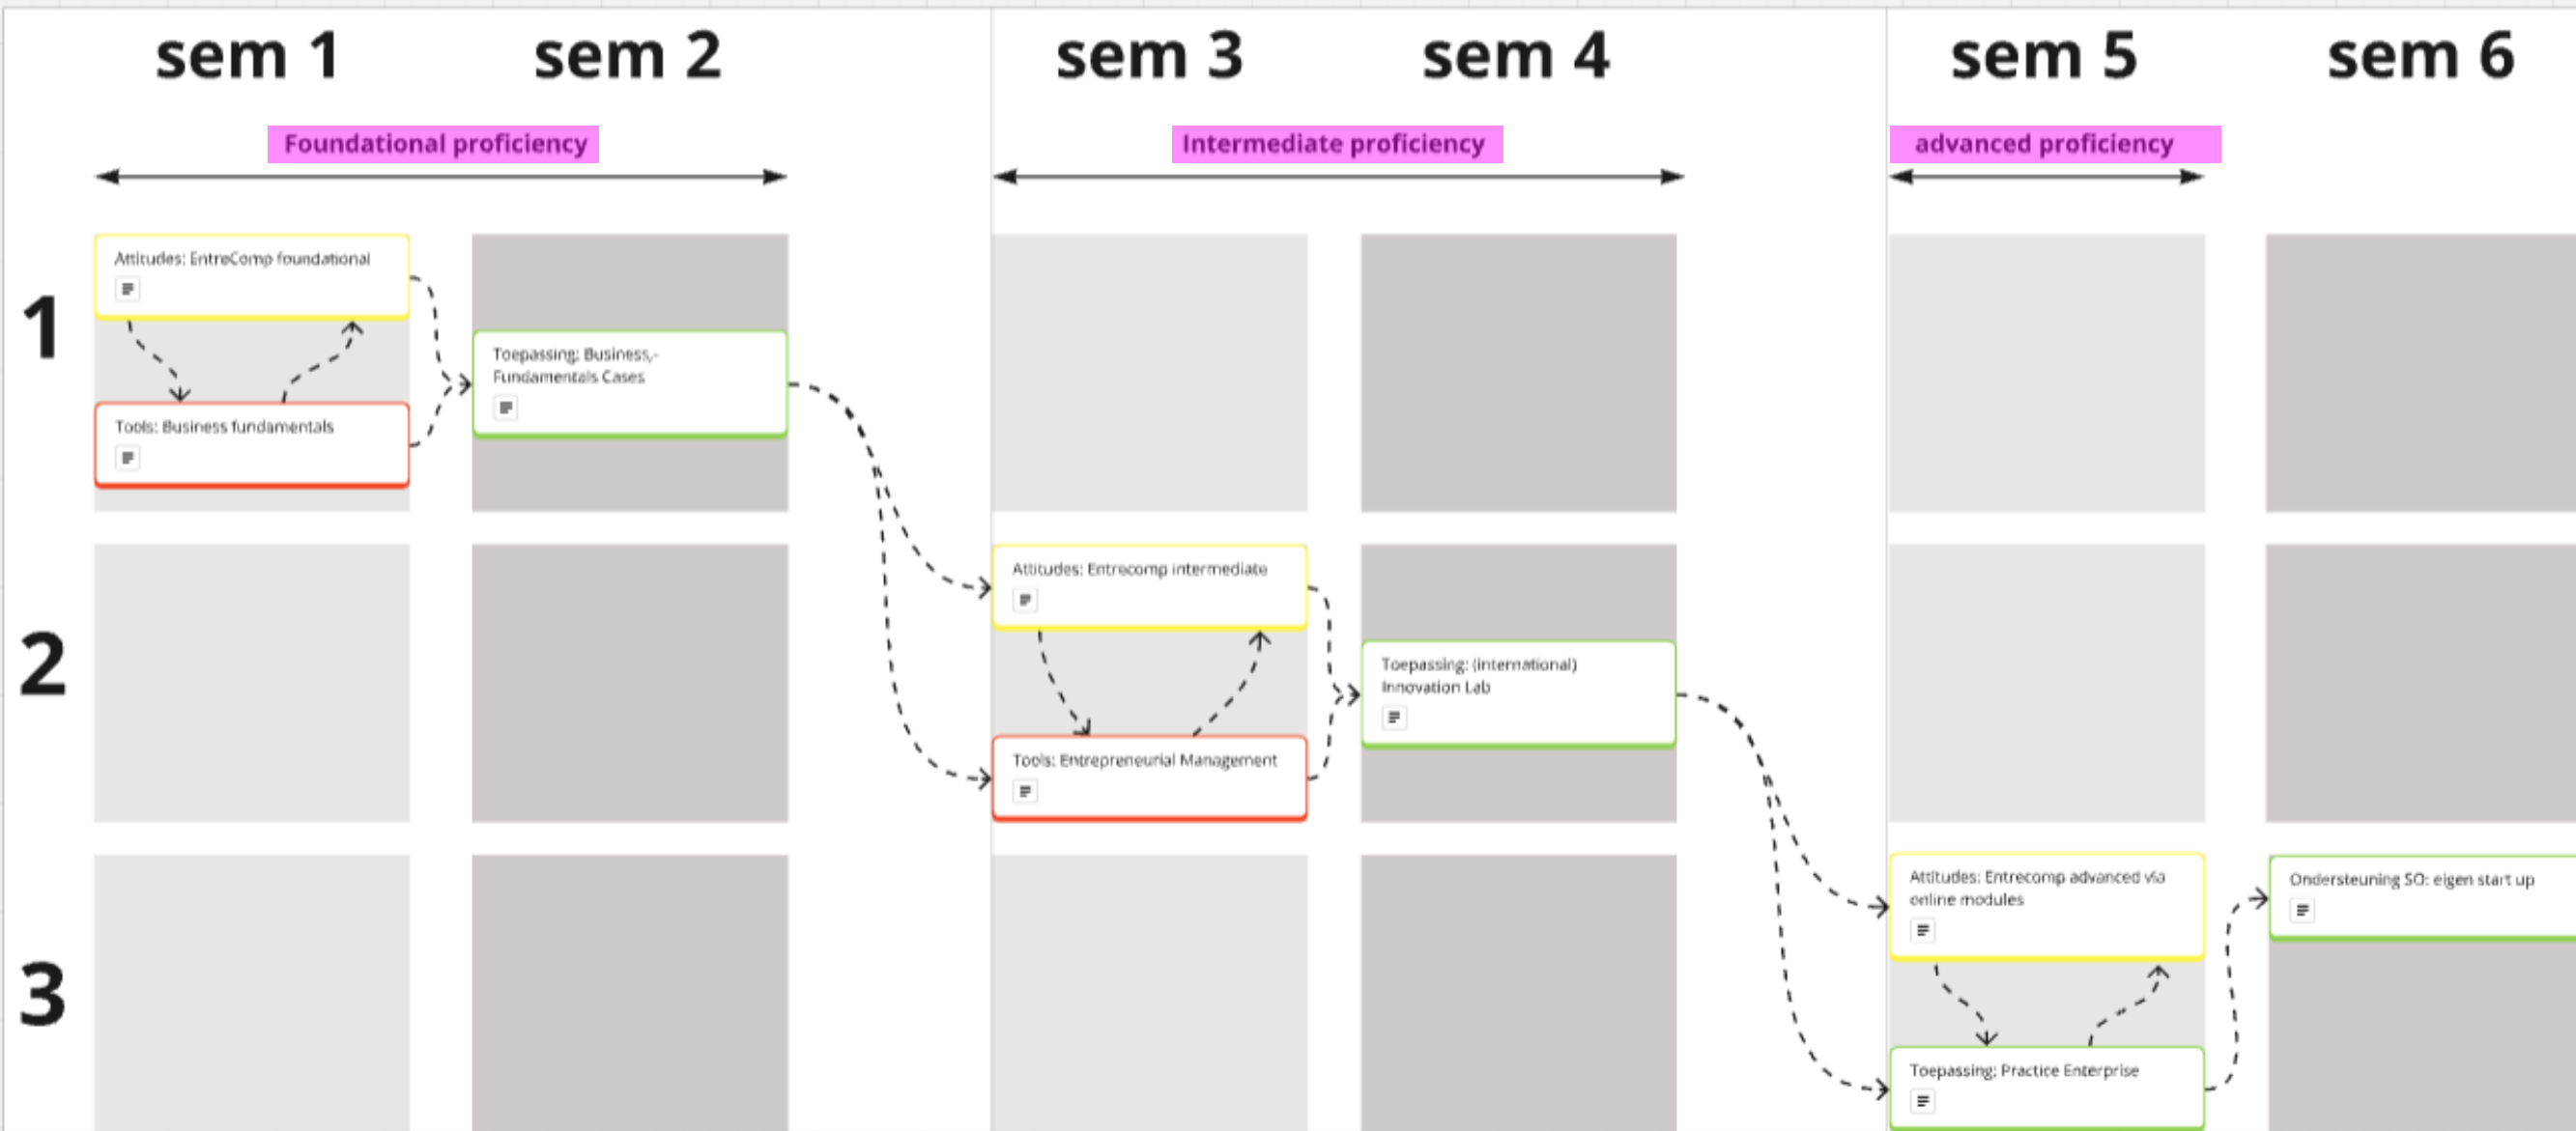 sem 1
sem 2
sem 3
sem 4
sem 5
sem 6
Foundational proficiency
Intermediate proficiency
advanced proficiency
1
Attitudes: EntreComp foundational
Tools: Business fundamentals
Toepassing: Business,-
Fundamentals Cases
2
Attitudes: Entrecomp intermediate
Tools: Entrepreneurial Management
Toepassing: (international)
Innovation Lab
3
Attitudes: Entrecomp advanced via
online modules
Toepassing: Practice Enterprise
Ondersteuning SO: eigen start up